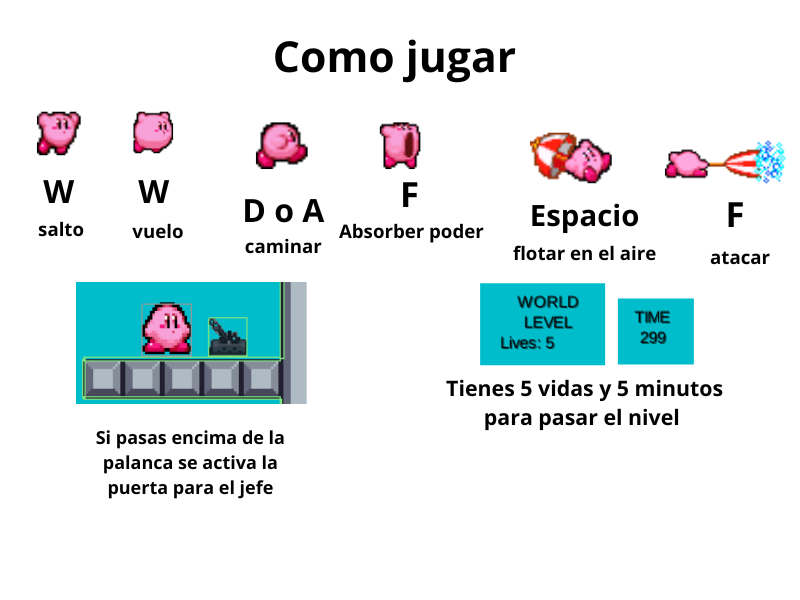 Como jugar
W
salto
W
vuelo
D o A
caminar
F
Absorber poder
Espacio
flotar en el aire
F
atacar
WORLD
LEVEL
Lives: 5
TIME
299
Tienes 5 vidas y 5 minutos
para pasar el nivel
Si pasas encima de la
palanca se activa la
puerta para el jefe